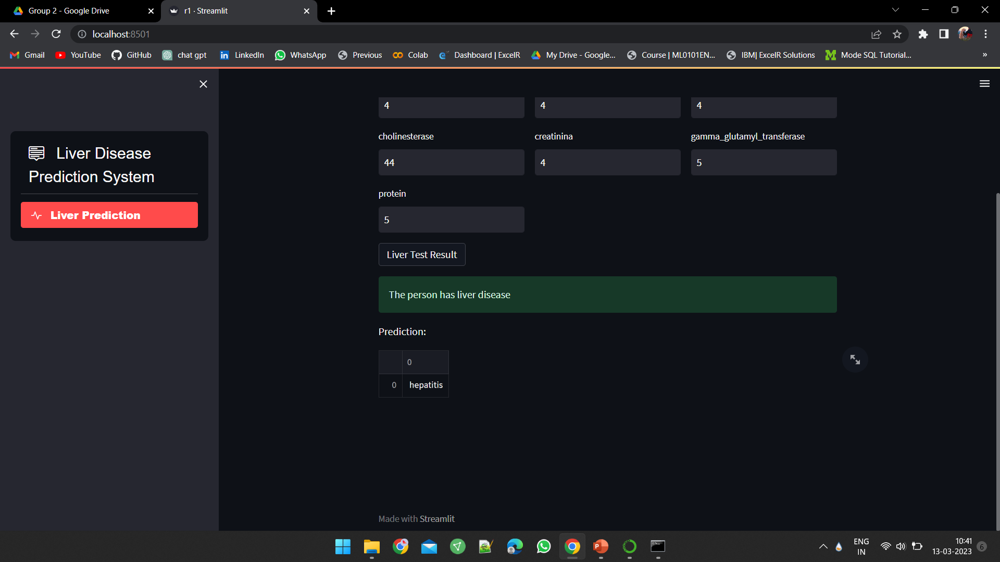 Group 2 - Google Drive
r1 · Streamlit
localhost:8501
Gmail
YouTube
GitHub
chat gpt
LinkedIn
WhatsApp
Previous
Colab
Dashboard | ExcelR
My Drive - Google...
Course | ML0101EN...
IBM| ExcelR Solutions
Mode SQL Tutorial...
»
Liver Disease
Prediction System
Liver Prediction
4
4
4
cholinesterase
creatinina
gamma_glutamyl_transferase
44
4
5
protein
5
Liver Test Result
The person has liver disease
Prediction:
0
0 hepatitis
Made with Streamlit
ENG
IN
10:41
13-03-2023
6